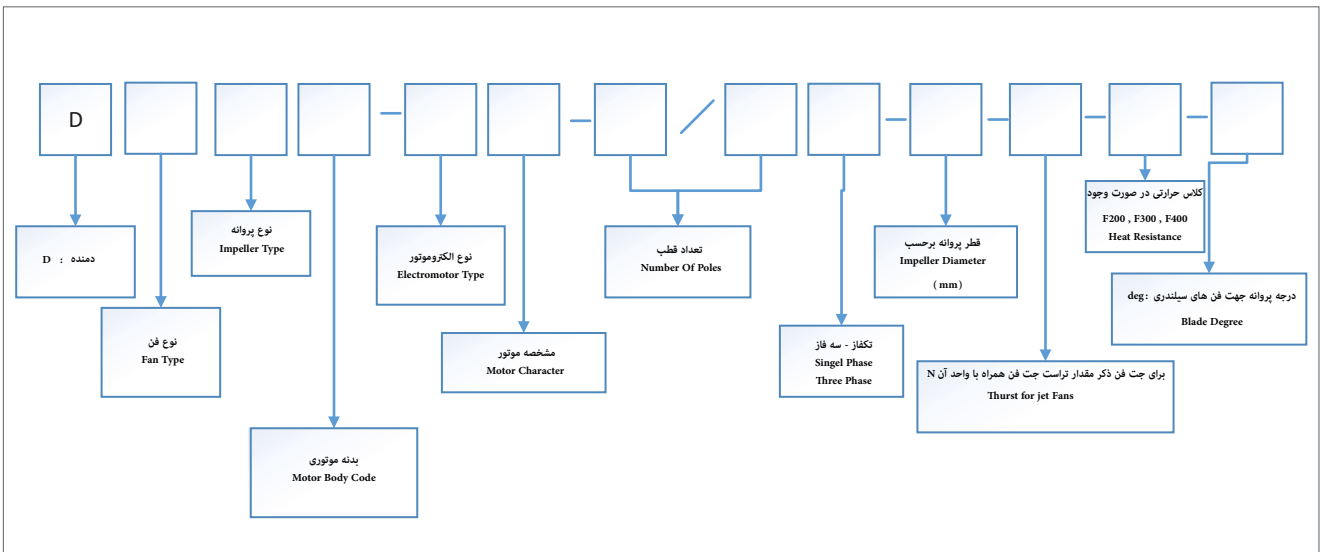 D
دمنده : D
نوع فن
Fan Type
نوع پروانه
Impeller Type
بدنه موتوری
Motor Body Code
نوع الکتروموتور
Electromotor Type
مشخصه موتور
Motor Character
تعداد قطب
Number Of Poles
تکفاز - سه فاز
Singel Phase
Three Phase
قطر پروانه برحسب
Impeller Diameter
( mm )
برای جت فن ذکر مقدار تراست جت فن همراه با واحد آن N
Thurst for jet Fans
کلاس حرارتی در صورت وجود
F200 , F300 , F400
Heat Resistance
درجه پروانه جهت فن های سیلندری : deg
Blade Degree